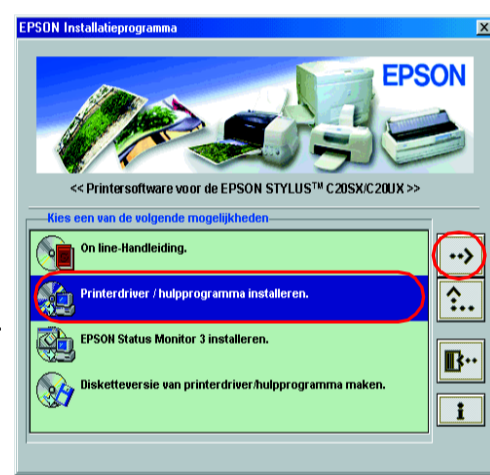 EPSON Installatieprogramma
EPSON
<< Printersoftware voor de EPSON STYLUS™ C20SX/C20UX >>
Kies een van de volgende mogelijkheden
On line-Handleiding.
Printerdriver / hulpprogramma installeren.
EPSON Status Monitor 3 installeren.
Disketteversie van printerdriver/hulpprogramma maken.